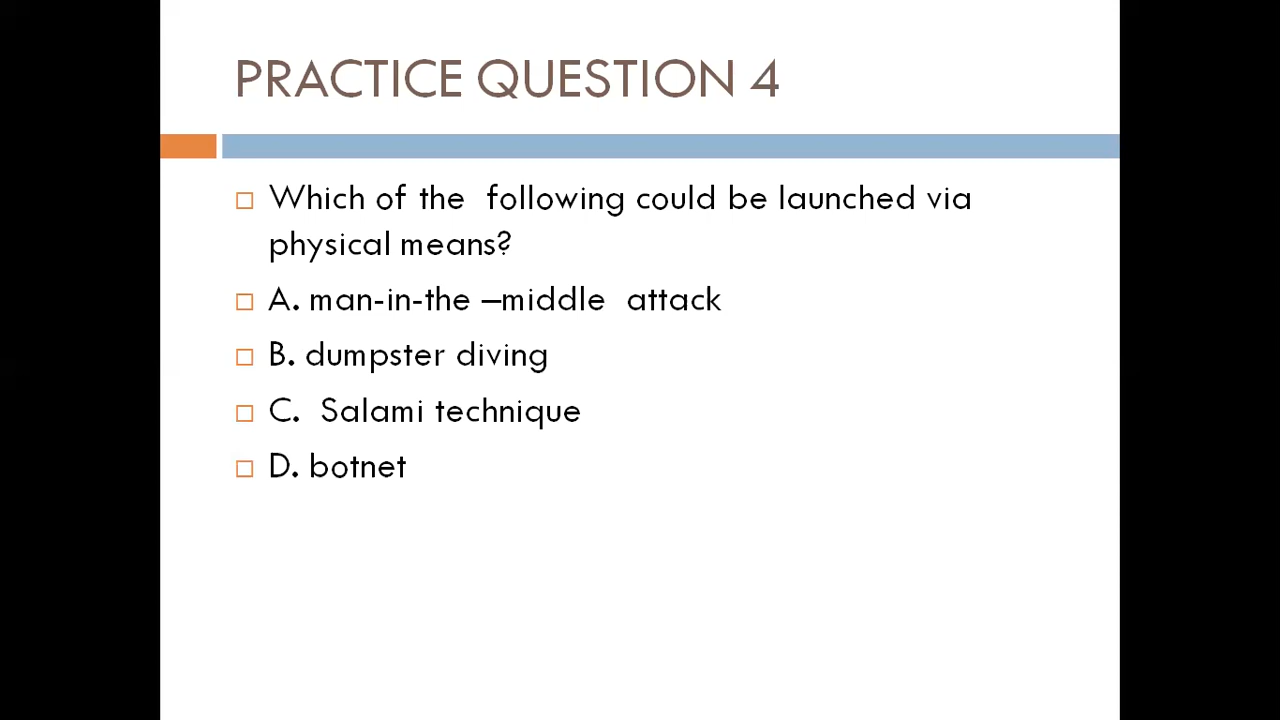 PRACTICE QUESTION 4
Which of the  following could be launched via
physical means?
A. man-in-the –middle  attack
B. dumpster diving
C.  Salami technique
D. botnet